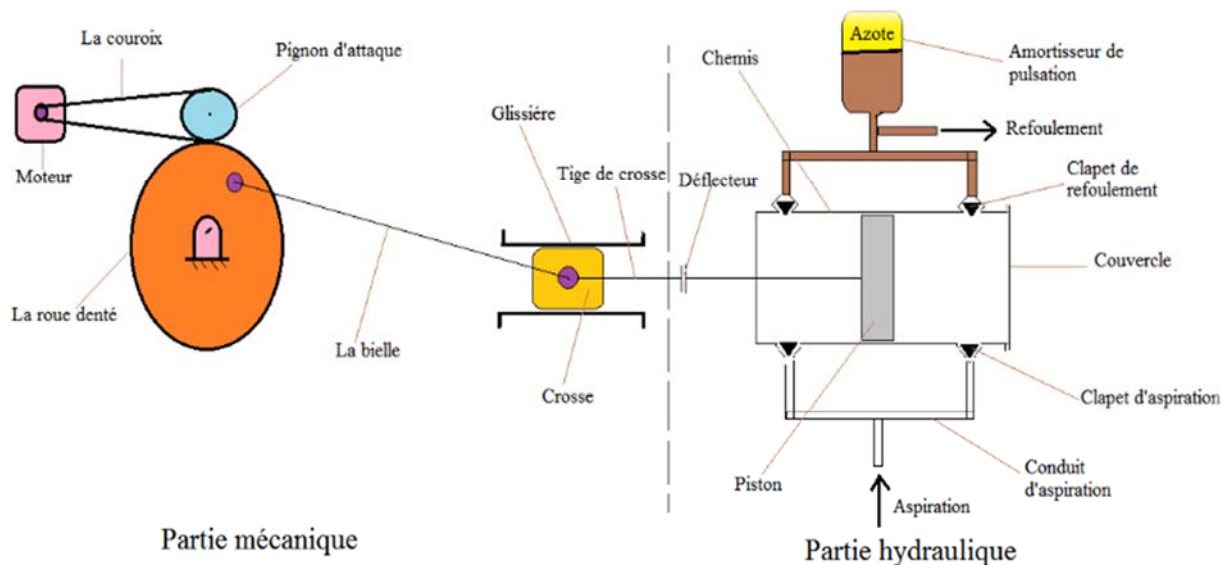 La couroix
Pignon d'attaque
Moteur
La roue denté
La bielle
Glissiére
Tige de crosse
Crosse
Déflecteur
Chemis
Azote
Amortisseur de
pulsation
Refoulement
Clapet de
refoulement
Couvercle
Clapet d'aspiration
Conduit
d'aspiration
Piston
Aspiration
Partie mécanique
Partie hydraulique